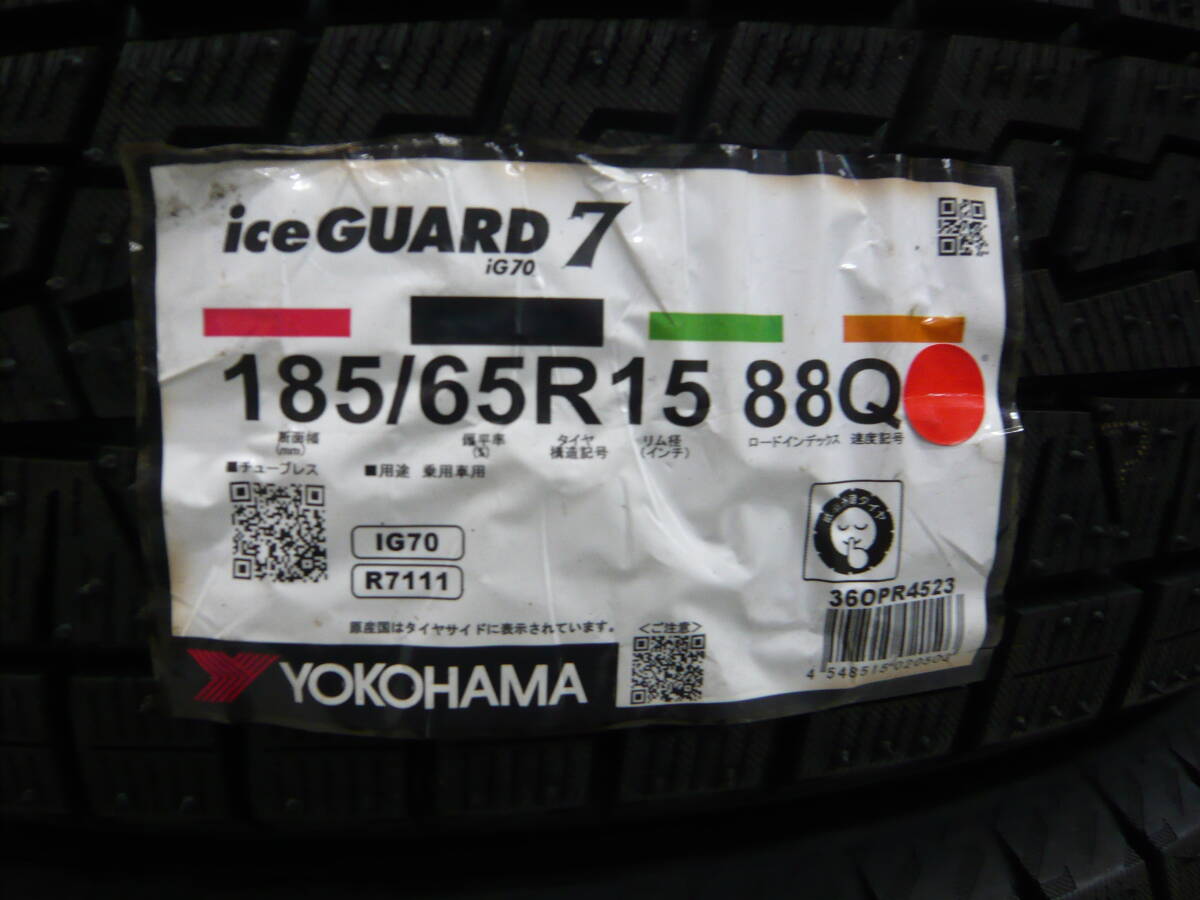 iceGUARD 7
iG70
185/65R15 88Q
断面幅 (mm) 偏平率 (%) タイヤ構造記号 リム径 (インチ) ロードインデックス 速度記号
■チューブレス ■用途 乗用車用
IG70
R7111
原産国はタイヤサイドに表示されています。
<ご注意>
YOKOHAMA
360PR4523